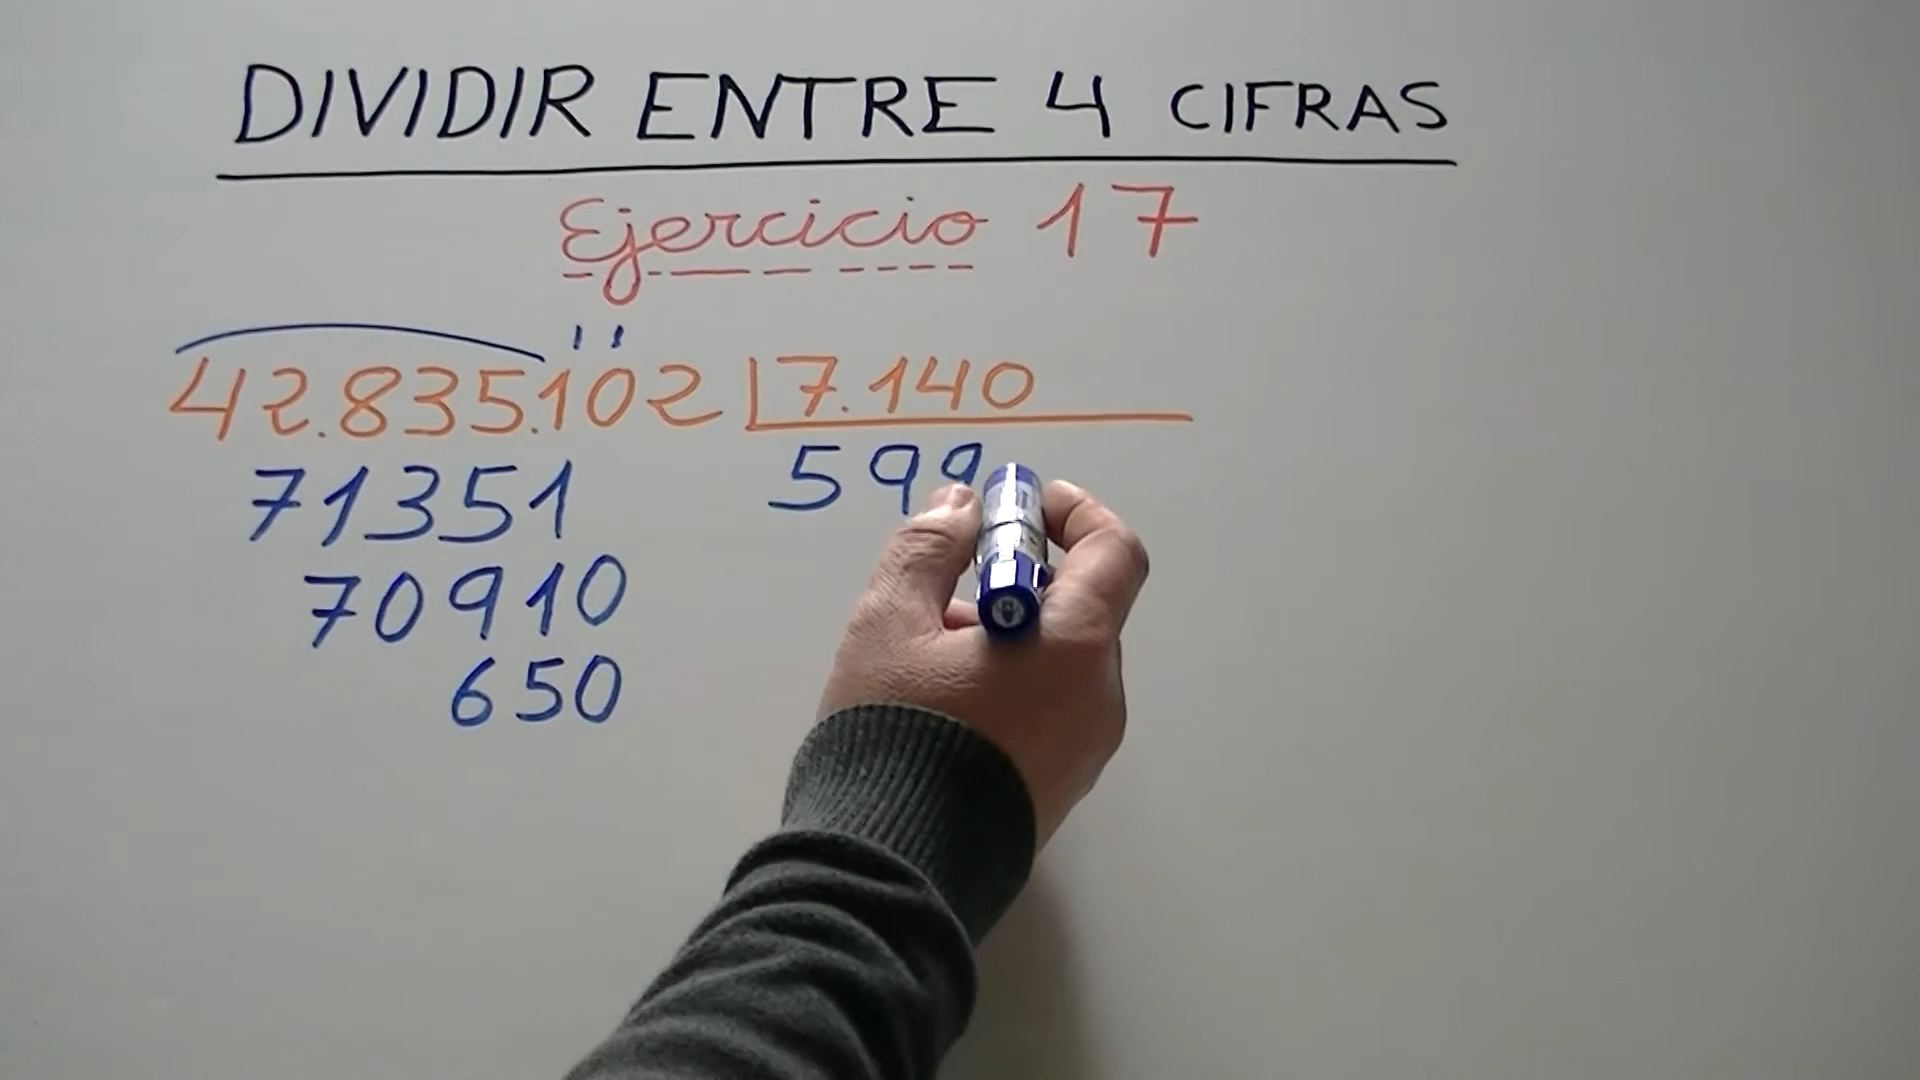 DIVIDIR ENTRE 4 CIFRAS
Ejercicio 17
42.835.102 7.140
71351 599
70910
650